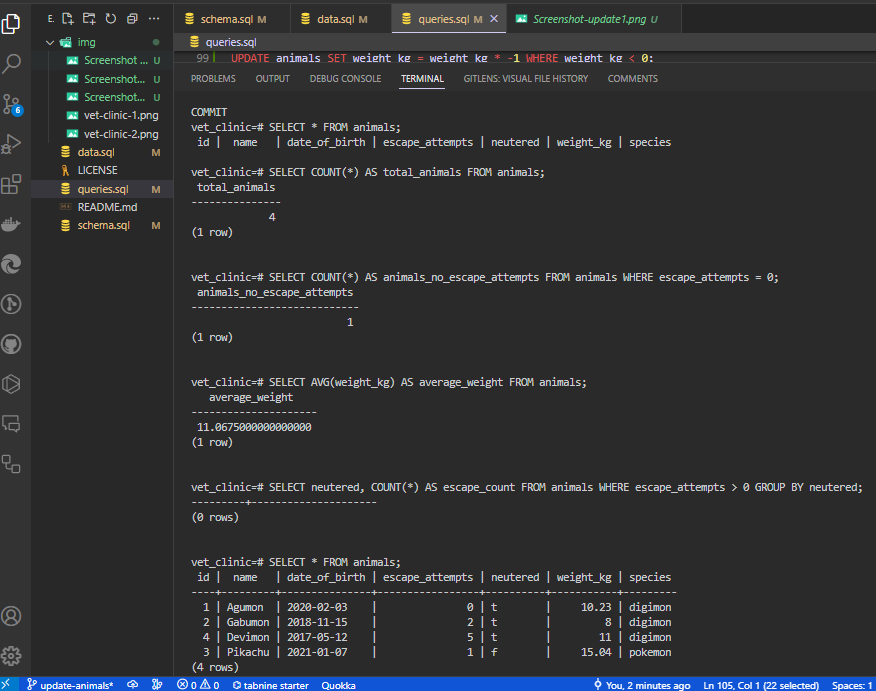 E. ...
schema.sql M
data.sql M
queries.sql M ×
Screenshot-update1.png U
img
Screenshot ... U
Screenshot... U
Screenshot... U
vet-clinic-1.png
vet-clinic-2.png
data.sql M
LICENSE
queries.sql M
README.md
schema.sql M
6
queries.sql
99 UPDATE animals SET weight_kg = weight_kg * -1 WHERE weight_kg < 0;
PROBLEMS OUTPUT DEBUG CONSOLE TERMINAL GITLENS: VISUAL FILE HISTORY COMMENTS
COMMIT
vet_clinic=# SELECT * FROM animals;
 id |  name   | date_of_birth | escape_attempts | neutered | weight_kg | species
vet_clinic=# SELECT COUNT(*) AS total_animals FROM animals;
 total_animals
---------------
             4
(1 row)
vet_clinic=# SELECT COUNT(*) AS animals_no_escape_attempts FROM animals WHERE escape_attempts = 0;
 animals_no_escape_attempts
----------------------------
                          1
(1 row)
vet_clinic=# SELECT AVG(weight_kg) AS average_weight FROM animals;
   average_weight
---------------------
 11.0675000000000000
(1 row)
vet_clinic=# SELECT neutered, COUNT(*) AS escape_count FROM animals WHERE escape_attempts > 0 GROUP BY neutered;
---------+---------------------
(0 rows)
vet_clinic=# SELECT * FROM animals;
 id |  name   | date_of_birth | escape_attempts | neutered | weight_kg | species
----+---------+---------------+-----------------+----------+-----------+---------
  1 | Agumon  | 2020-02-03    |               0 | t        |     10.23 | digimon
  2 | Gabumon | 2018-11-15    |               2 | t        |         8 | digimon
  4 | Devimon | 2017-05-12    |               5 | t        |        11 | digimon
  3 | Pikachu | 2021-01-07    |               1 | f        |     15.04 | pokemon
(4 rows)
update-animals* 0 0 tabnine starter Quokka You, 2 minutes ago Ln 105, Col 1 (22 selected) Spaces: 1